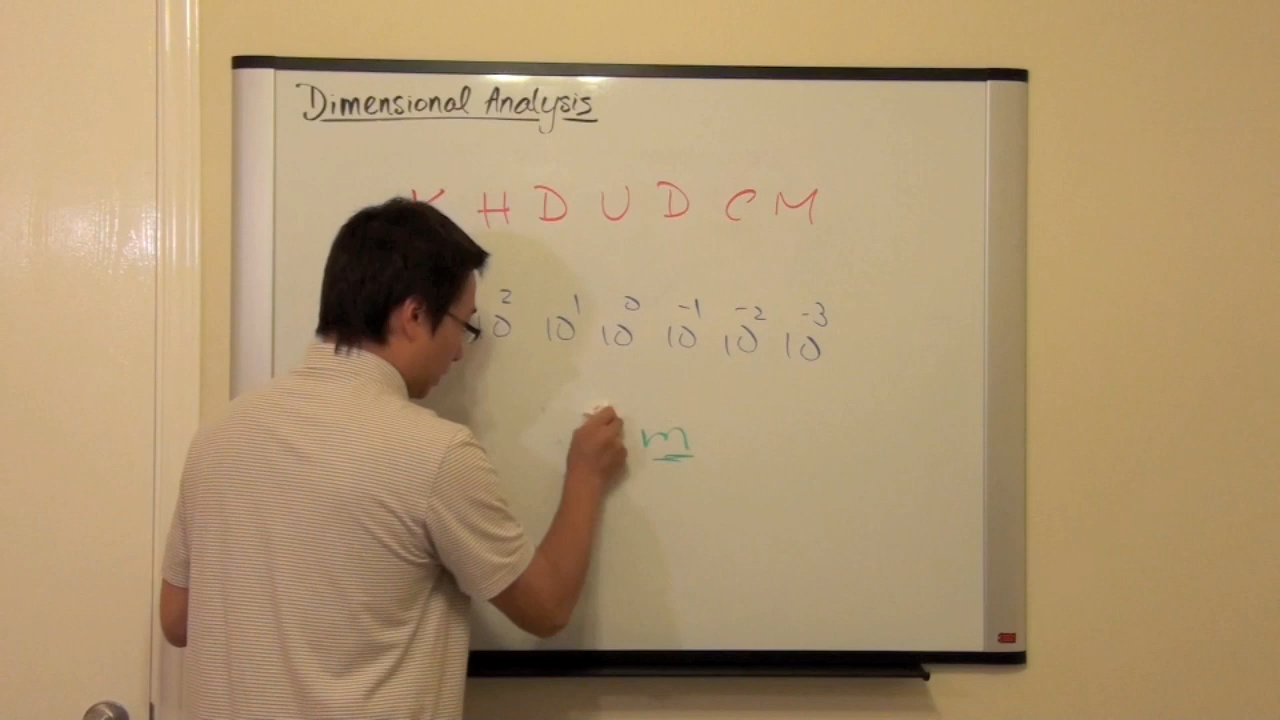 Dimensional Analysis
K H D U D C M
10² 10¹ 10⁰ 10⁻¹ 10⁻² 10⁻³
m